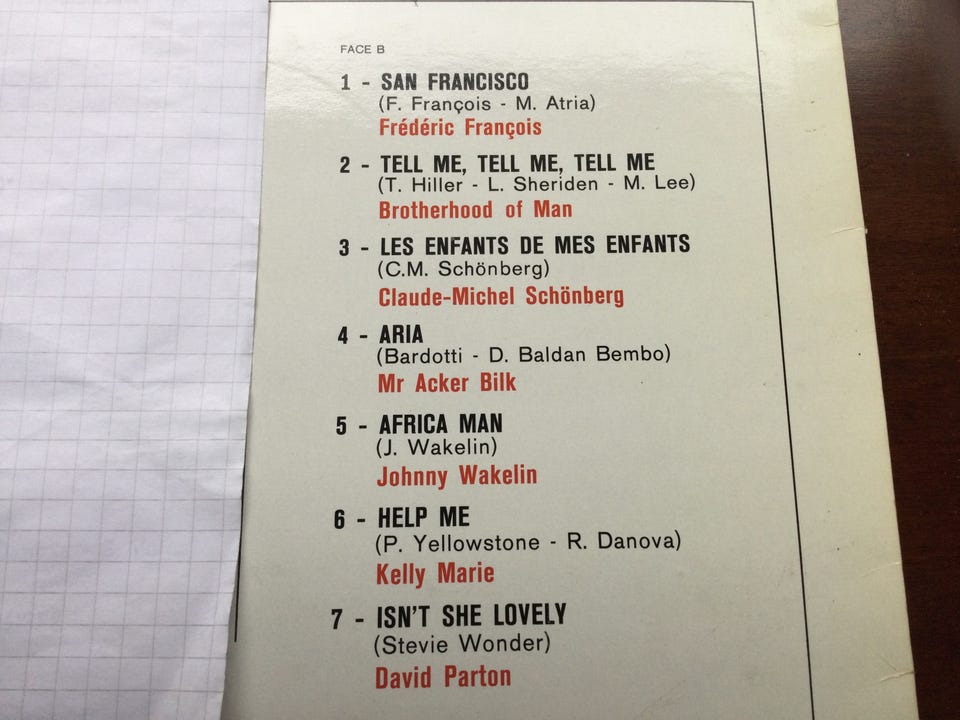 FACE B
1 - SAN FRANCISCO
(F. François - M. Atria)
Frédéric François
2 - TELL ME, TELL ME, TELL ME
(T. Hiller - L. Sheriden - M. Lee)
Brotherhood of Man
3 - LES ENFANTS DE MES ENFANTS
(C.M. Schönberg)
Claude-Michel Schönberg
4 - ARIA
(Bardotti - D. Baldan Bembo)
Mr Acker Bilk
5 - AFRICA MAN
(J. Wakelin)
Johnny Wakelin
6 - HELP ME
(P. Yellowstone - R. Danova)
Kelly Marie
7 - ISN'T SHE LOVELY
(Stevie Wonder)
David Parton